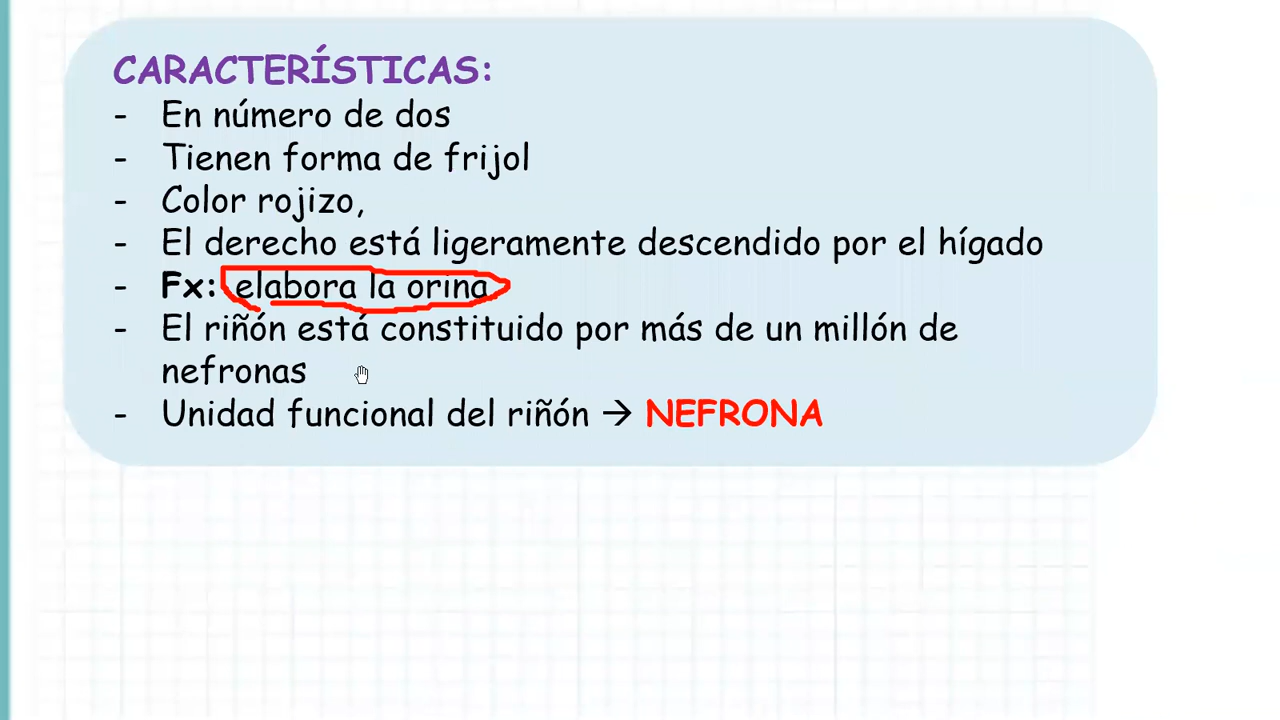 CARACTERÍSTICAS:
- En número de dos
- Tienen forma de frijol
- Color rojizo,
- El derecho está ligeramente descendido por el hígado
- Fx: elabora la orina
- El riñón está constituido por más de un millón de
nefronas
- Unidad funcional del riñón → NEFRONA